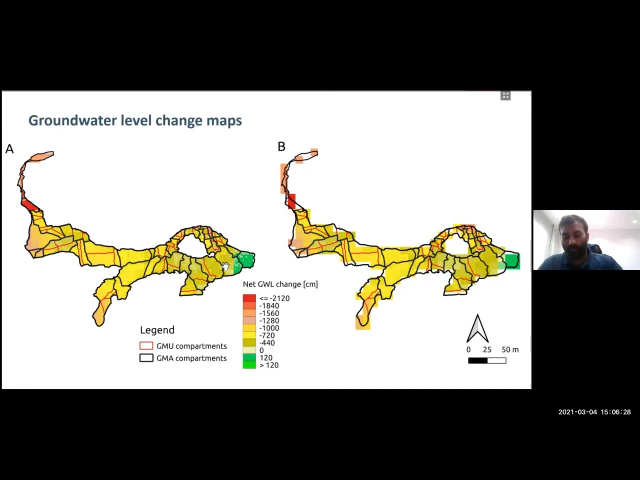 Groundwater level change maps
A
B
Net GWL change [cm]
<= -2120
-1840
-1560
-1280
-1000
-720
-440
0
120
> 120
Legend
GMU compartments
GMA compartments
0 25 50 m
2021-03-04 15:06:28